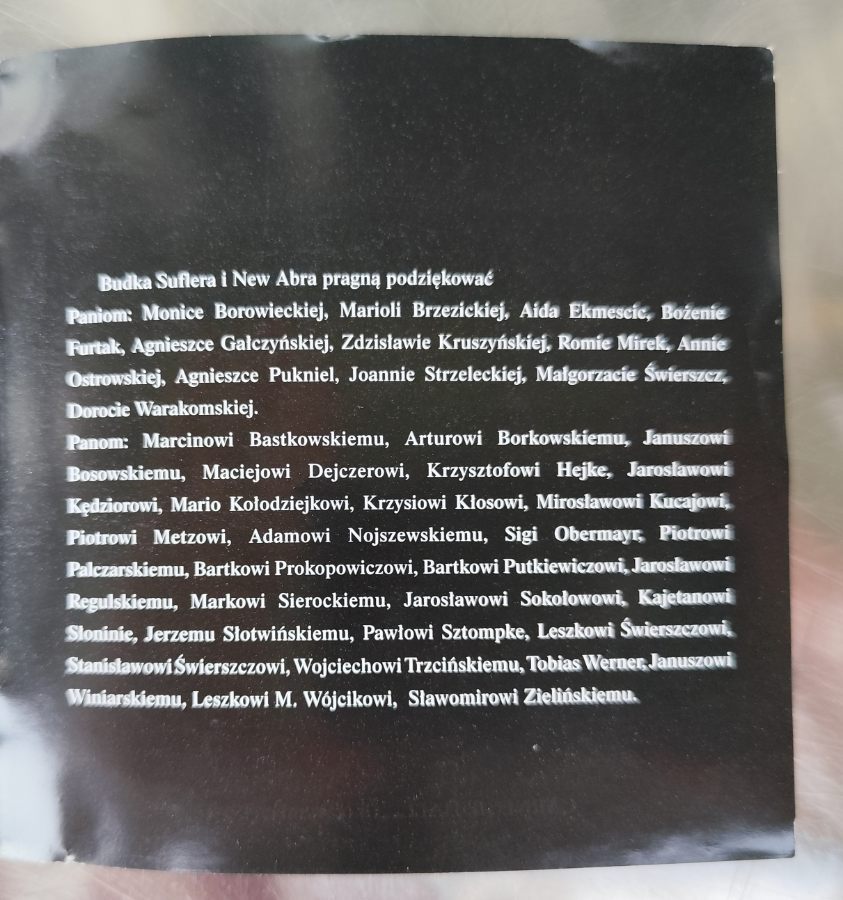 Budka Suflera i New Abra pragną podziękować
Paniom: Monice Borowieckiej, Marioli Brzezickiej, Aida Ekmescic, Bożenie
Furtak, Agnieszce Gałczyńskiej, Zdzisławie Kruszyńskiej, Romie Mirek, Annie
Ostrowskiej, Agnieszce Pukniel, Joannie Strzeleckiej, Małgorzacie Świerszcz,
Dorocie Warakomskiej.
Panom: Marcinowi Bastkowskiemu, Arturowi Borkowskiemu, Januszowi
Bosowskiemu, Maciejowi Dejczerowi, Krzysztofowi Hejke, Jarosławowi
Kędziorowi, Mario Kołodziejkowi, Krzysiowi Kłosowi, Mirosławowi Kucajowi,
Piotrowi Metzowi, Adamowi Nojszewskiemu, Sigi Obermayr, Piotrowi
Palczarskiemu, Bartkowi Prokopowiczowi, Bartkowi Putkiewiczowi, Jarosławowi
Regulskiemu, Markowi Sierockiemu, Jarosławowi Sokołowowi, Kajetanowi
Słoninie, Jerzemu Słotwińskiemu, Pawłowi Sztompke, Leszkowi Świerszczowi,
Stanisławowi Świerszczowi, Wojciechowi Trzcińskiemu, Tobias Werner, Januszowi
Winiarskiemu, Leszkowi M. Wójcikowi, Sławomirowi Zielińskiemu.